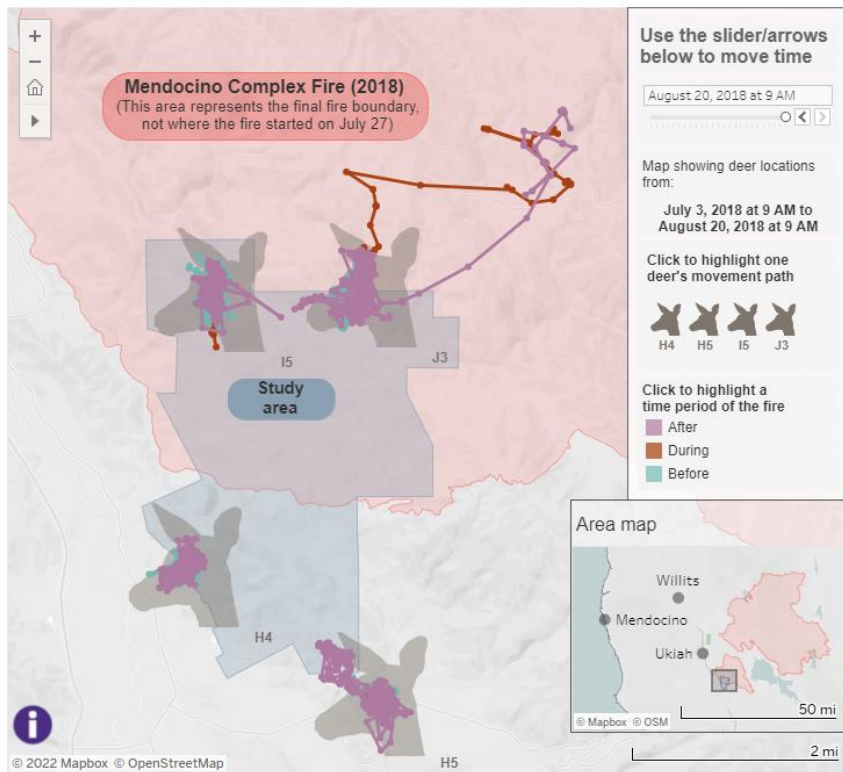 +
−
Mendocino Complex Fire (2018)
(This area represents the final fire boundary,
not where the fire started on July 27)
I5
J3
Study
area
H4
H5
i
© 2022 Mapbox © OpenStreetMap
2 mi
Use the slider/arrows
below to move time
August 20, 2018 at 9 AM
Map showing deer locations
from:
July 3, 2018 at 9 AM to
August 20, 2018 at 9 AM
Click to highlight one
deer's movement path
H4 H5 I5 J3
Click to highlight a
time period of the fire
After
During
Before
Area map
Willits
Mendocino
Ukiah
50 mi
© Mapbox © OSM